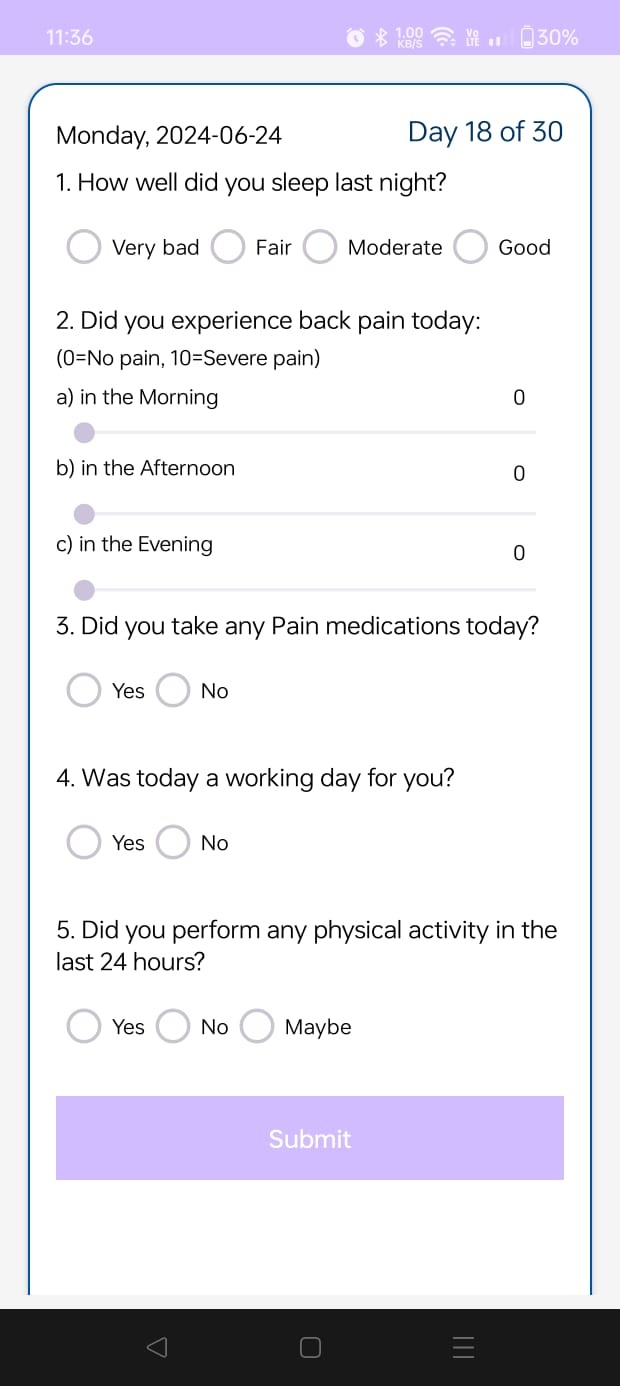 11:36
1.00 KB/S Vo LTE 30%
Monday, 2024-06-24 Day 18 of 30
1. How well did you sleep last night?
Very bad Fair Moderate Good
2. Did you experience back pain today:
(0=No pain, 10=Severe pain)
a) in the Morning 0
b) in the Afternoon 0
c) in the Evening 0
3. Did you take any Pain medications today?
Yes No
4. Was today a working day for you?
Yes No
5. Did you perform any physical activity in the
last 24 hours?
Yes No Maybe
Submit